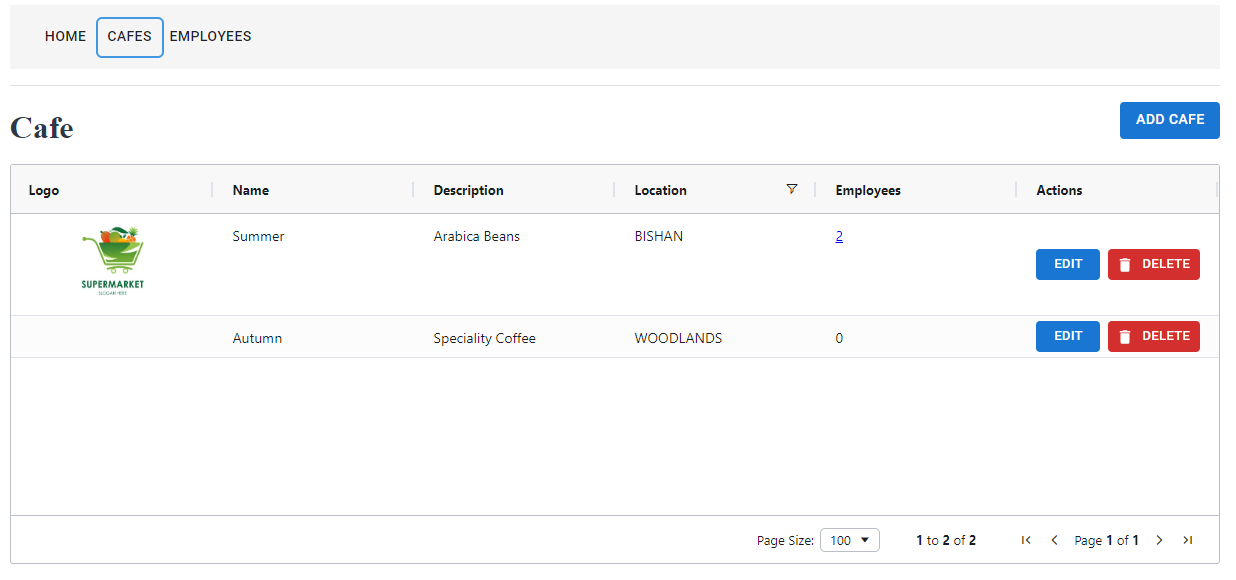 HOME CAFES EMPLOYEES
Cafe
ADD CAFE
Logo Name Description Location Employees Actions
SUPERMARKET
SLOGAN HERE
Summer Arabica Beans BISHAN 2
EDIT DELETE
Autumn Speciality Coffee WOODLANDS 0 EDIT DELETE
Page Size: 100 1 to 2 of 2 Page 1 of 1